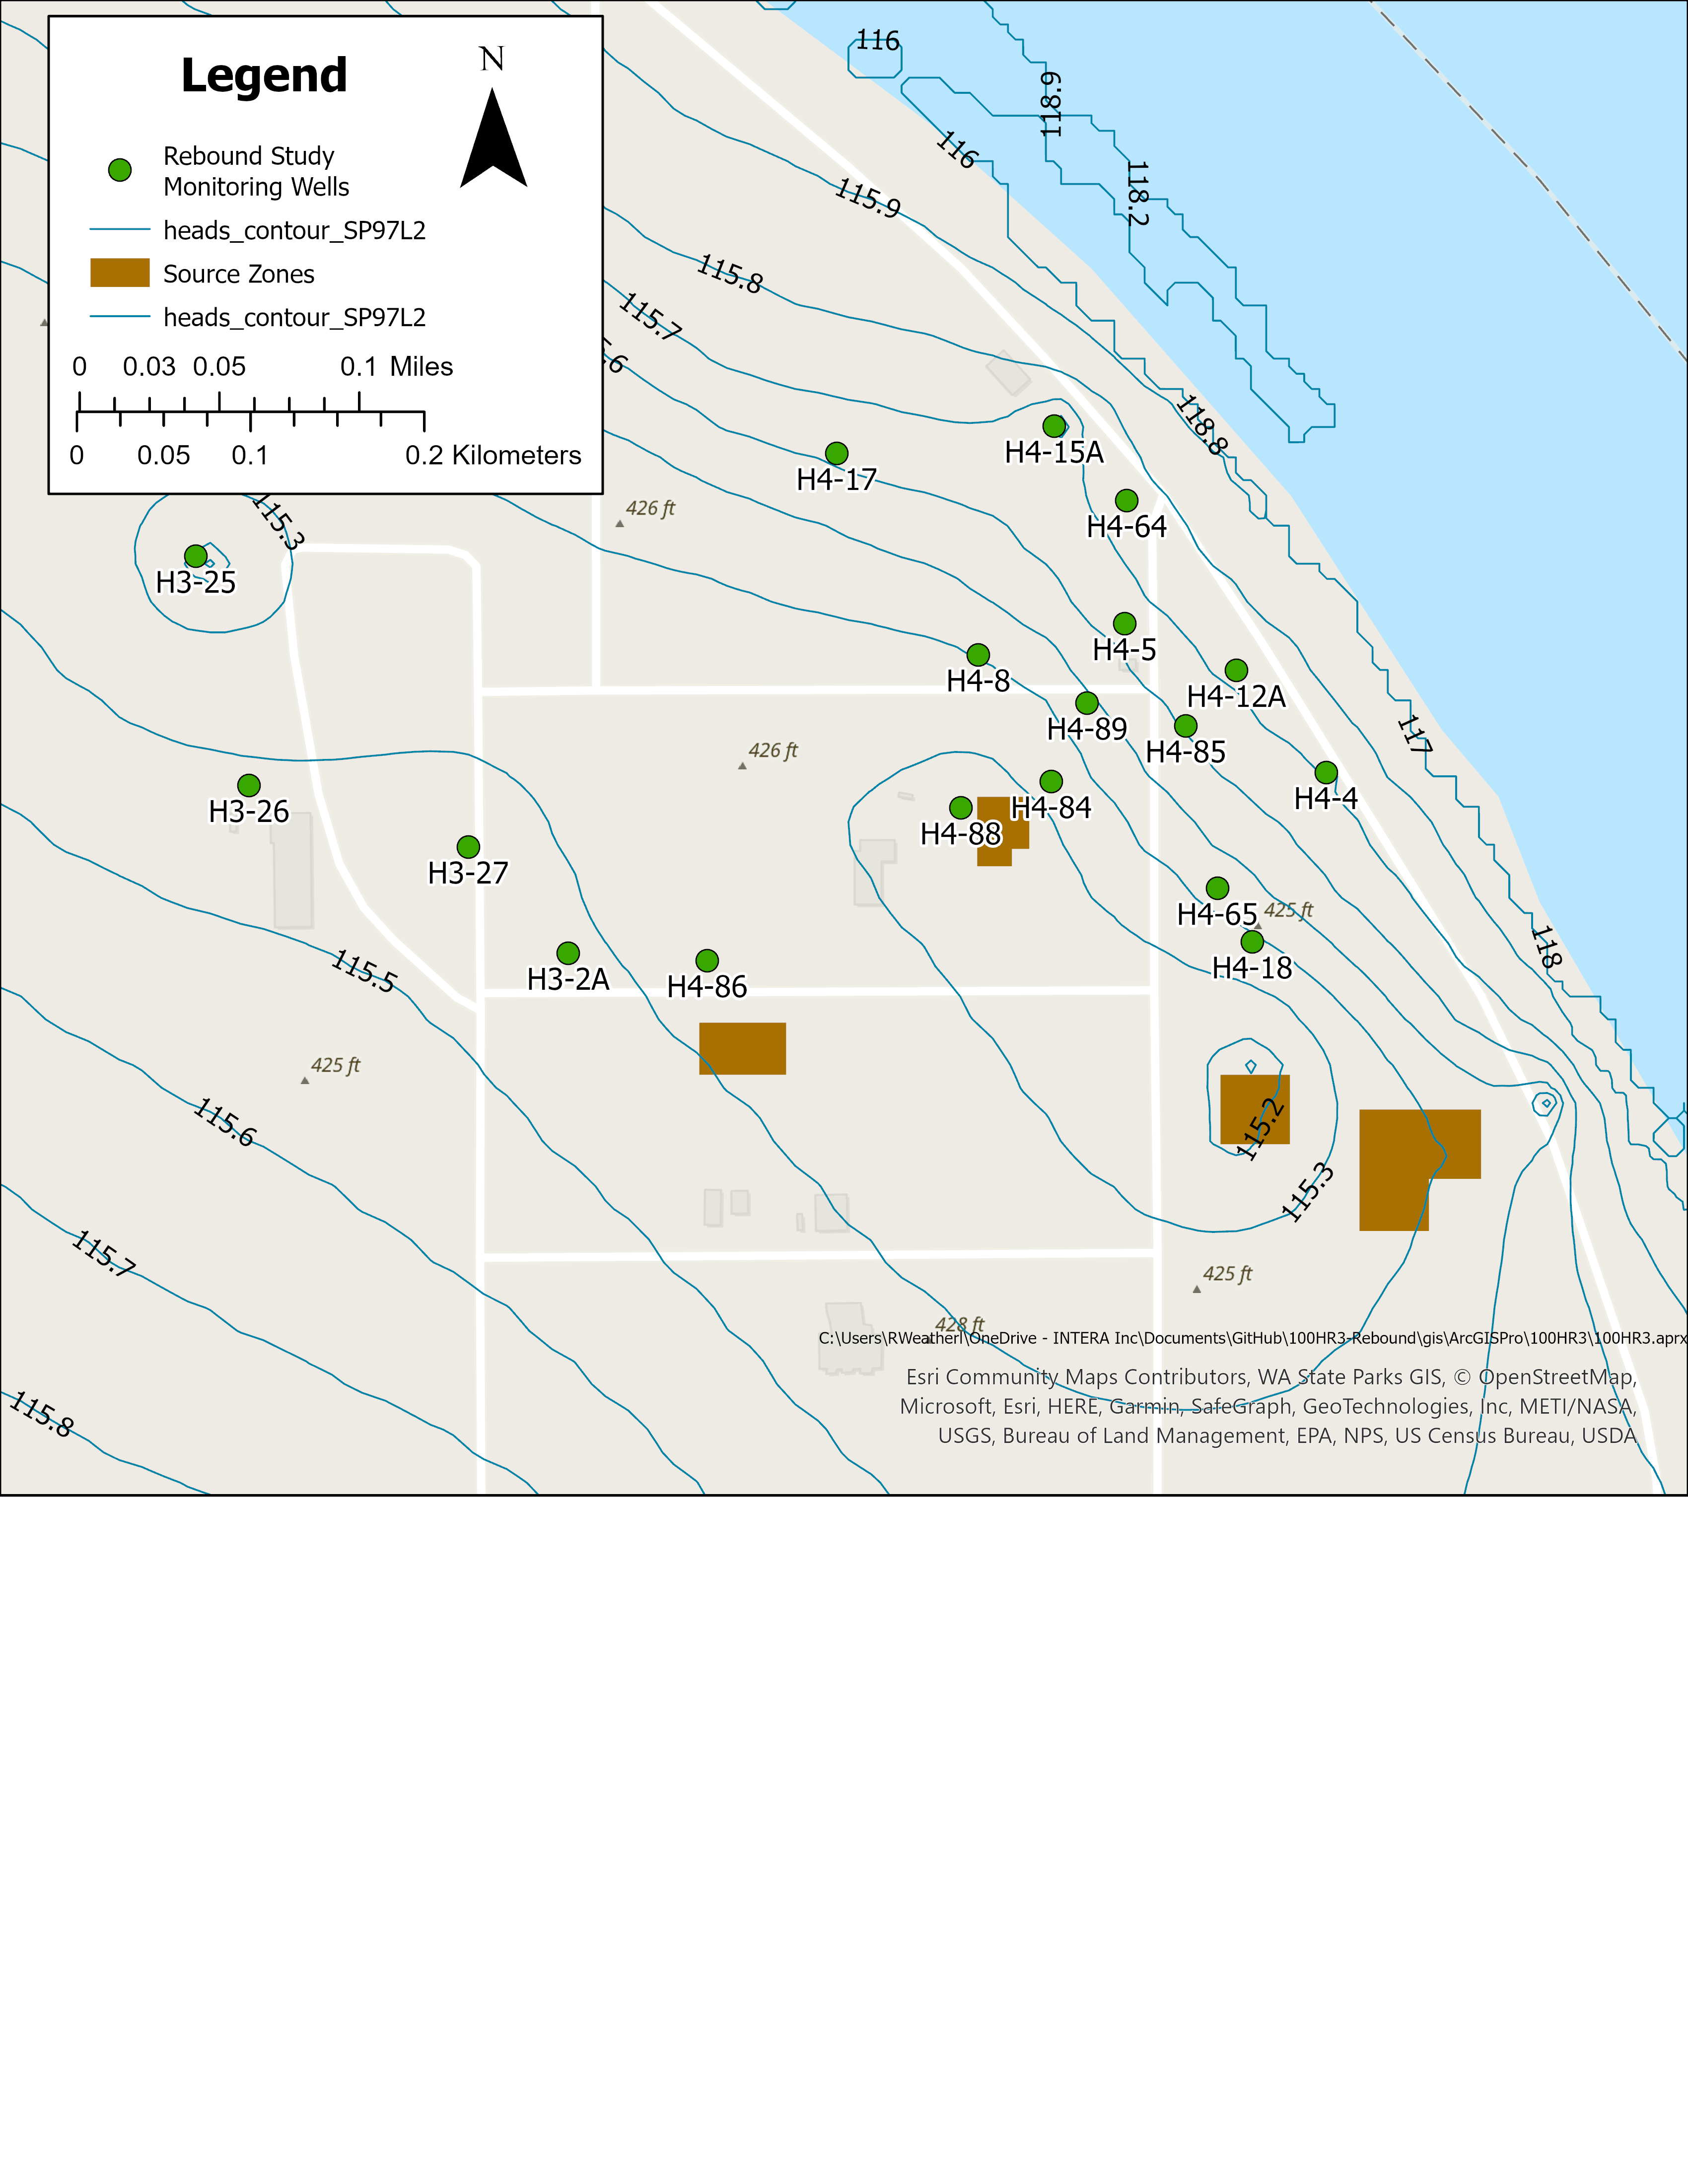 Legend
N
Rebound Study
Monitoring Wells
heads_contour_SP97L2
Source Zones
heads_contour_SP97L2
0 0.03 0.05 0.1 Miles
0 0.05 0.1 0.2 Kilometers
116
118.9
116
118.2
115.9
115.8
115.7
118.8
H4-15A
H4-17
426 ft
H4-64
115.3
H3-25
H4-5
H4-8
H4-12A
H4-89
H4-85
117
426 ft
H4-4
H3-26
H4-84
H4-88
H3-27
H4-65
425 ft
118
H4-18
115.5
H3-2A
H4-86
425 ft
115.6
115.2
115.3
115.7
425 ft
428 ft
C:\Users\RWeatherl\OneDrive - INTERA Inc\Documents\GitHub\100HR3-Rebound\gis\ArcGISPro\100HR3\100HR3.aprx
Esri Community Maps Contributors, WA State Parks GIS, © OpenStreetMap,
Microsoft, Esri, HERE, Garmin, SafeGraph, GeoTechnologies, Inc, METI/NASA,
USGS, Bureau of Land Management, EPA, NPS, US Census Bureau, USDA
115.8